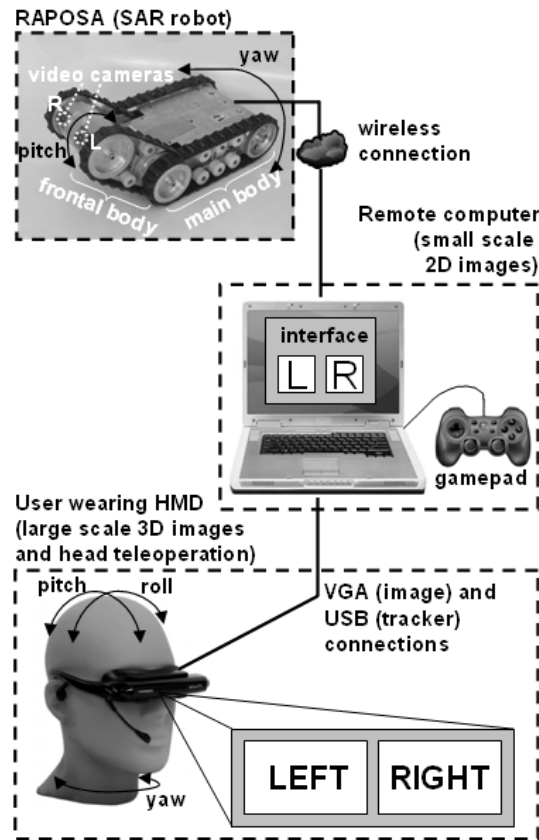 RAPOSA (SAR robot)
yaw
video cameras
R
L
pitch
frontal body
main body
wireless
connection
Remote computer
(small scale
2D images)
interface
L R
gamepad
User wearing HMD
(large scale 3D images
and head teleoperation)
pitch roll
VGA (image) and
USB (tracker)
connections
yaw
LEFT RIGHT